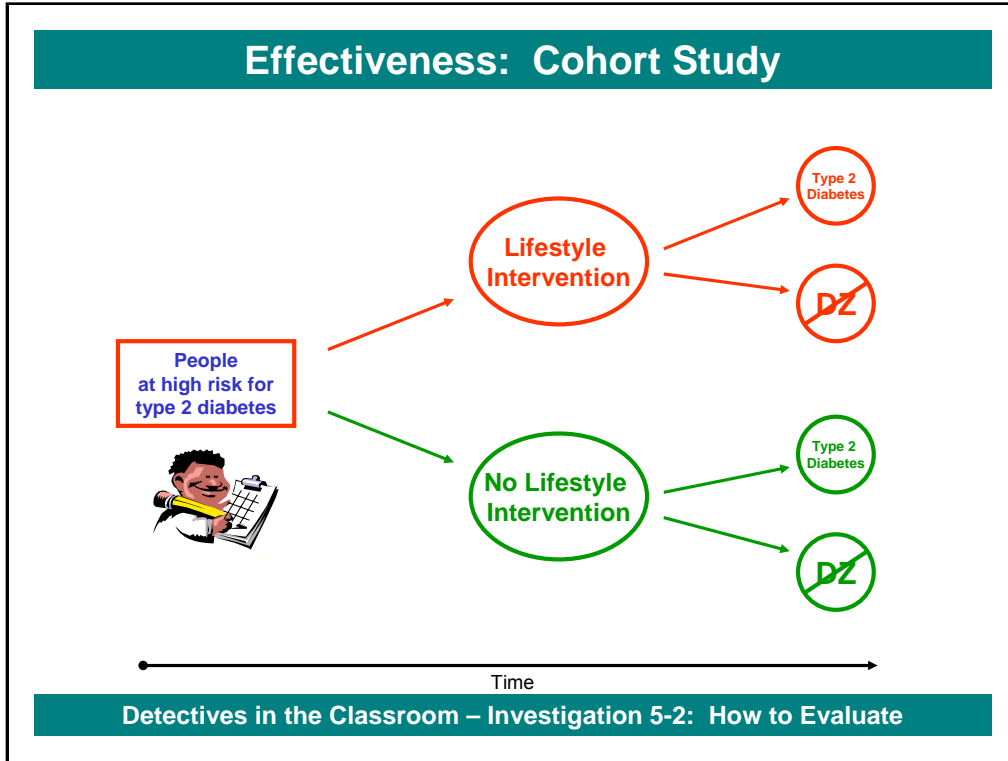 Effectiveness: Cohort Study
Type 2
Diabetes
Lifestyle
Intervention
DZ
People
at high risk for
type 2 diabetes
Type 2
Diabetes
No Lifestyle
Intervention
DZ
Time
Detectives in the Classroom – Investigation 5-2: How to Evaluate